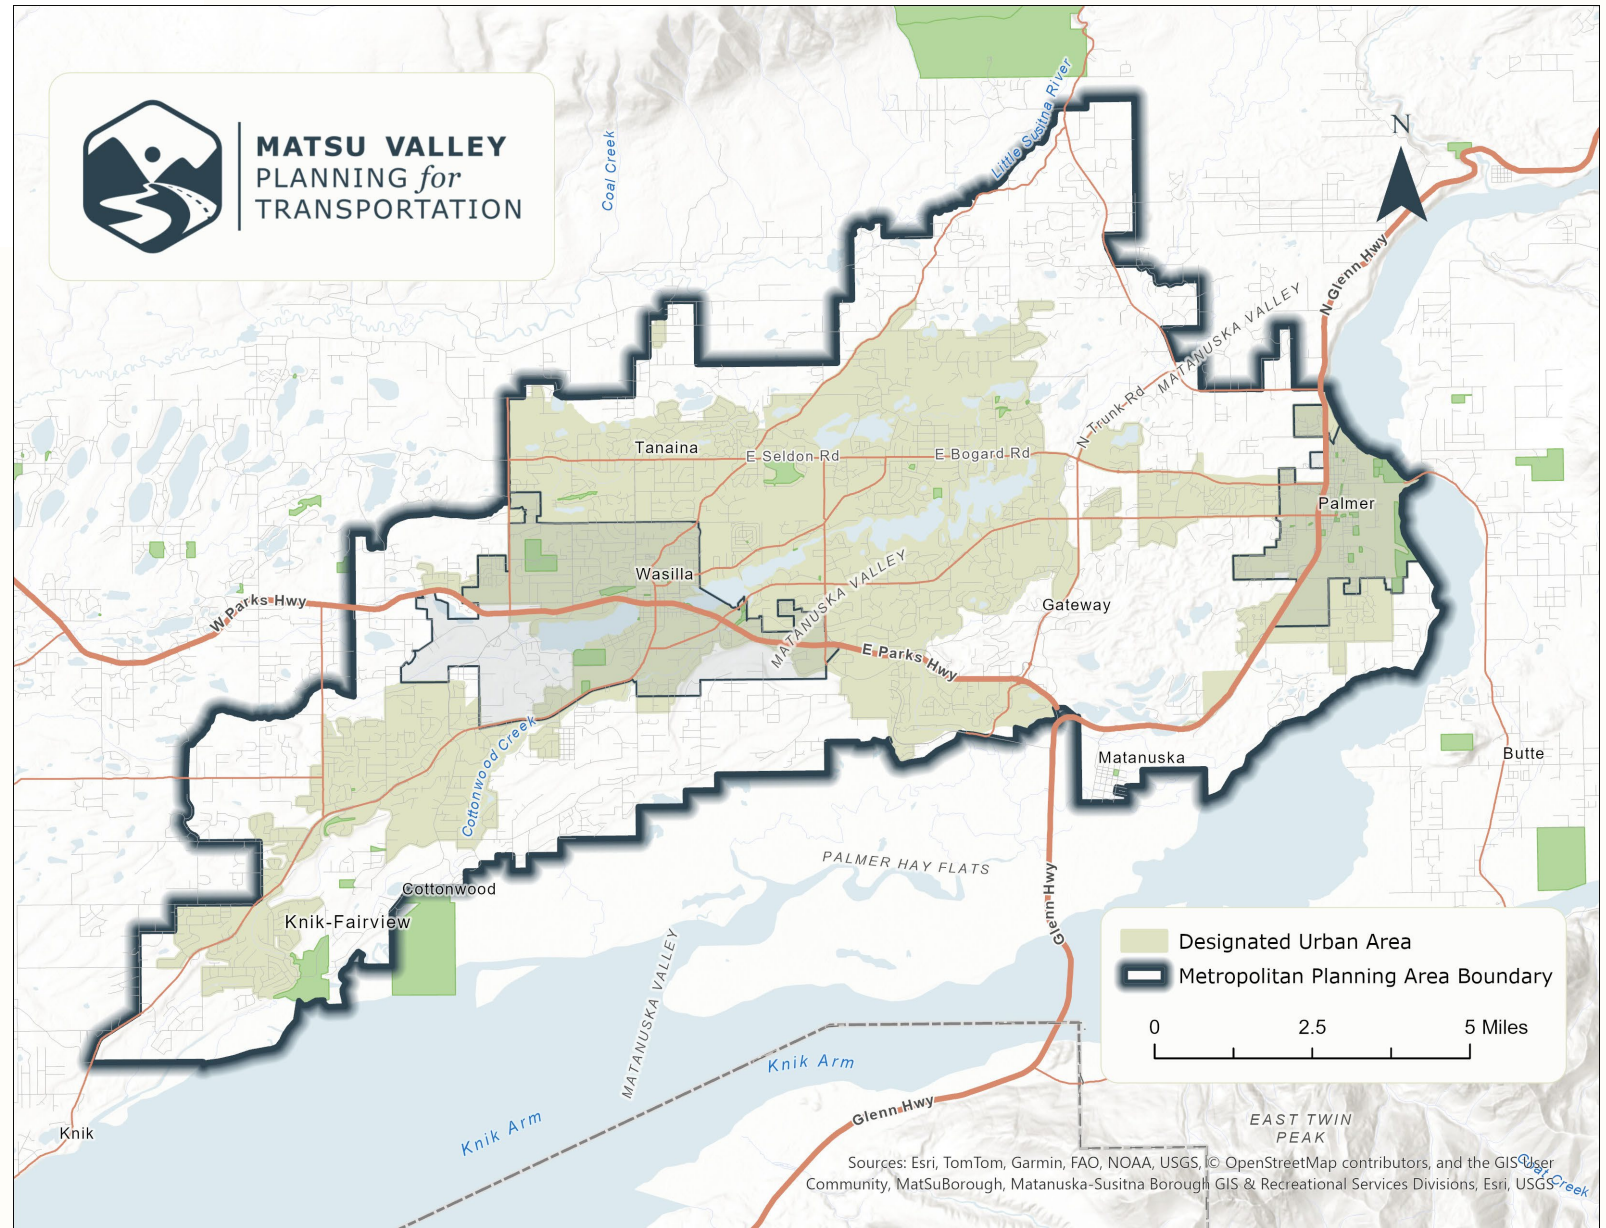 MATSU VALLEY
PLANNING for
TRANSPORTATION
Coal Creek
Little Susitna River
N
N Glenn Hwy
MATANUSKA VALLEY
N Trunk Rd
Tanaina
E Seldon Rd
E Bogard Rd
Palmer
Wasilla
MATANUSKA VALLEY
W Parks Hwy
Gateway
E Parks Hwy
Cottonwood Creek
Matanuska
Butte
PALMER HAY FLATS
Cottonwood
Knik-Fairview
Glenn Hwy
MATANUSKA VALLEY
Designated Urban Area
Metropolitan Planning Area Boundary
0 2.5 5 Miles
Knik Arm
Knik Arm
Glenn Hwy
Knik
EAST TWIN
PEAK
Goat Creek
Sources: Esri, TomTom, Garmin, FAO, NOAA, USGS, © OpenStreetMap contributors, and the GIS User
Community, MatSuBorough, Matanuska-Susitna Borough GIS & Recreational Services Divisions, Esri, USGS